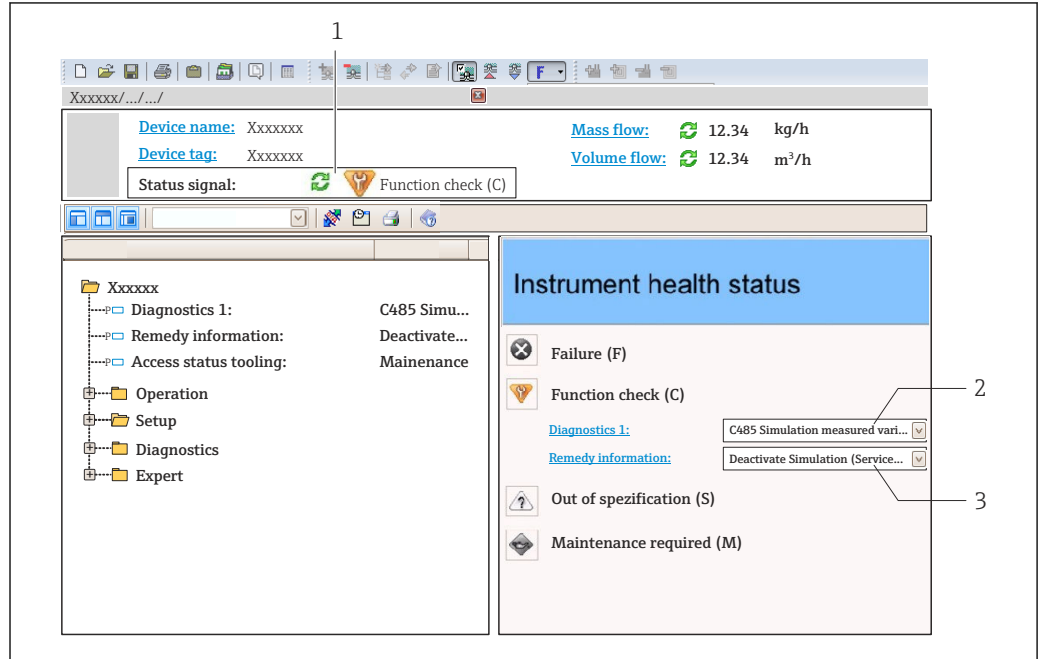 1
F
Xxxxxx/.../.../
Device name: Xxxxxxx
Mass flow: 12.34 kg/h
Device tag: Xxxxxxx
Volume flow: 12.34 m³/h
Status signal: Function check (C)
Xxxxxx
Diagnostics 1: C485 Simu...
Remedy information: Deactivate...
Access status tooling: Mainenance
Operation
Setup
Diagnostics
Expert
Instrument health status
Failure (F)
Function check (C)
2
Diagnostics 1: C485 Simulation measured vari...
Remedy information: Deactivate Simulation (Service...
Out of spezification (S)
3
Maintenance required (M)